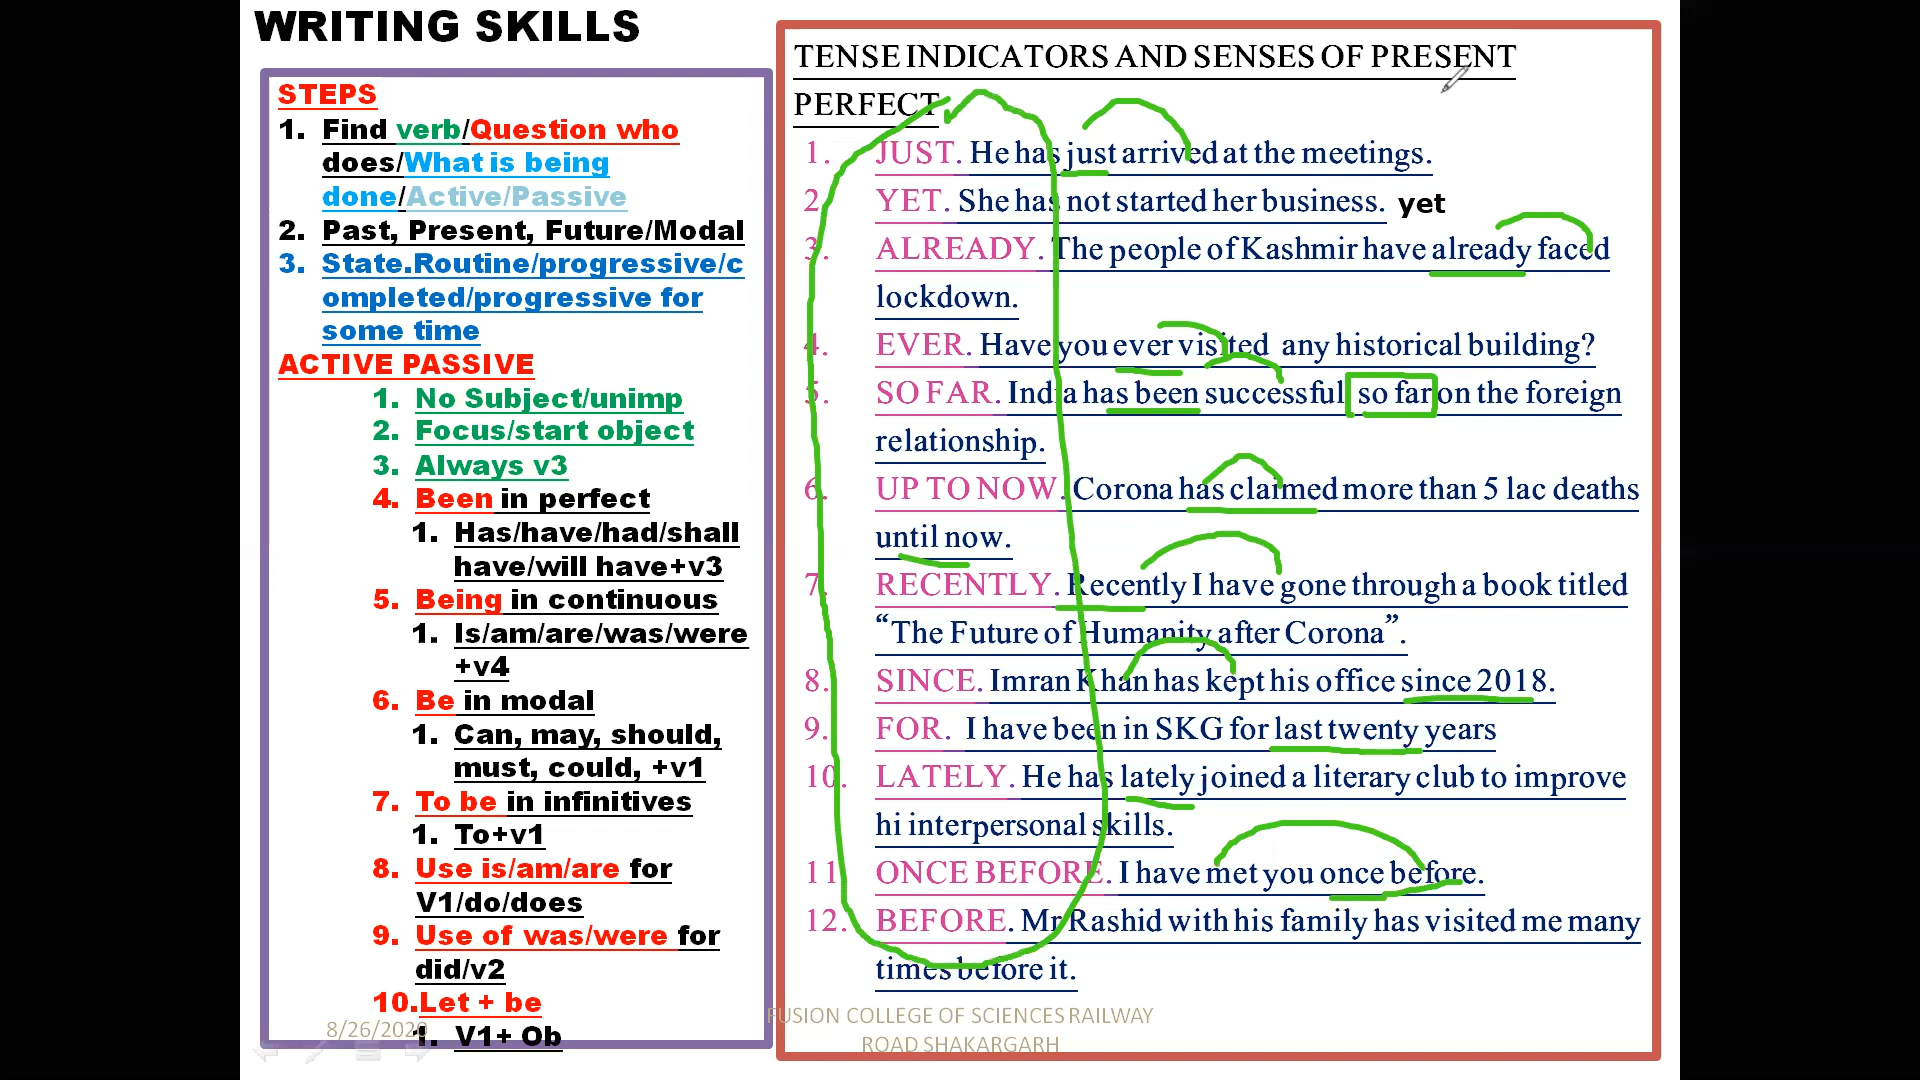 WRITING SKILLS
STEPS
1. Find verb/Question who
does/What is being
done/Active/Passive
2. Past, Present, Future/Modal
3. State.Routine/progressive/c
ompleted/progressive for
some time
ACTIVE PASSIVE
1. No Subject/unimp
2. Focus/start object
3. Always v3
4. Been in perfect
1. Has/have/had/shall
have/will have+v3
5. Being in continuous
1. Is/am/are/was/were
+v4
6. Be in modal
1. Can, may, should,
must, could, +v1
7. To be in infinitives
1. To+v1
8. Use is/am/are for
V1/do/does
9. Use of was/were for
did/v2
10.Let + be
1. V1+ Ob
8/26/2020
TENSE INDICATORS AND SENSES OF PRESENT
PERFECT
1. JUST. He has just arrived at the meetings.
2. YET. She has not started her business. yet
3. ALREADY. The people of Kashmir have already faced
lockdown.
4. EVER. Have you ever visited any historical building?
5. SO FAR. India has been successful so far on the foreign
relationship.
6. UP TO NOW. Corona has claimed more than 5 lac deaths
until now.
7. RECENTLY. Recently I have gone through a book titled
“The Future of Humanity after Corona”.
8. SINCE. Imran Khan has kept his office since 2018.
9. FOR. I have been in SKG for last twenty years
10. LATELY. He has lately joined a literary club to improve
hi interpersonal skills.
11. ONCE BEFORE. I have met you once before.
12. BEFORE. Mr Rashid with his family has visited me many
times before it.
FUSION COLLEGE OF SCIENCES RAILWAY
ROAD SHAKARGARH